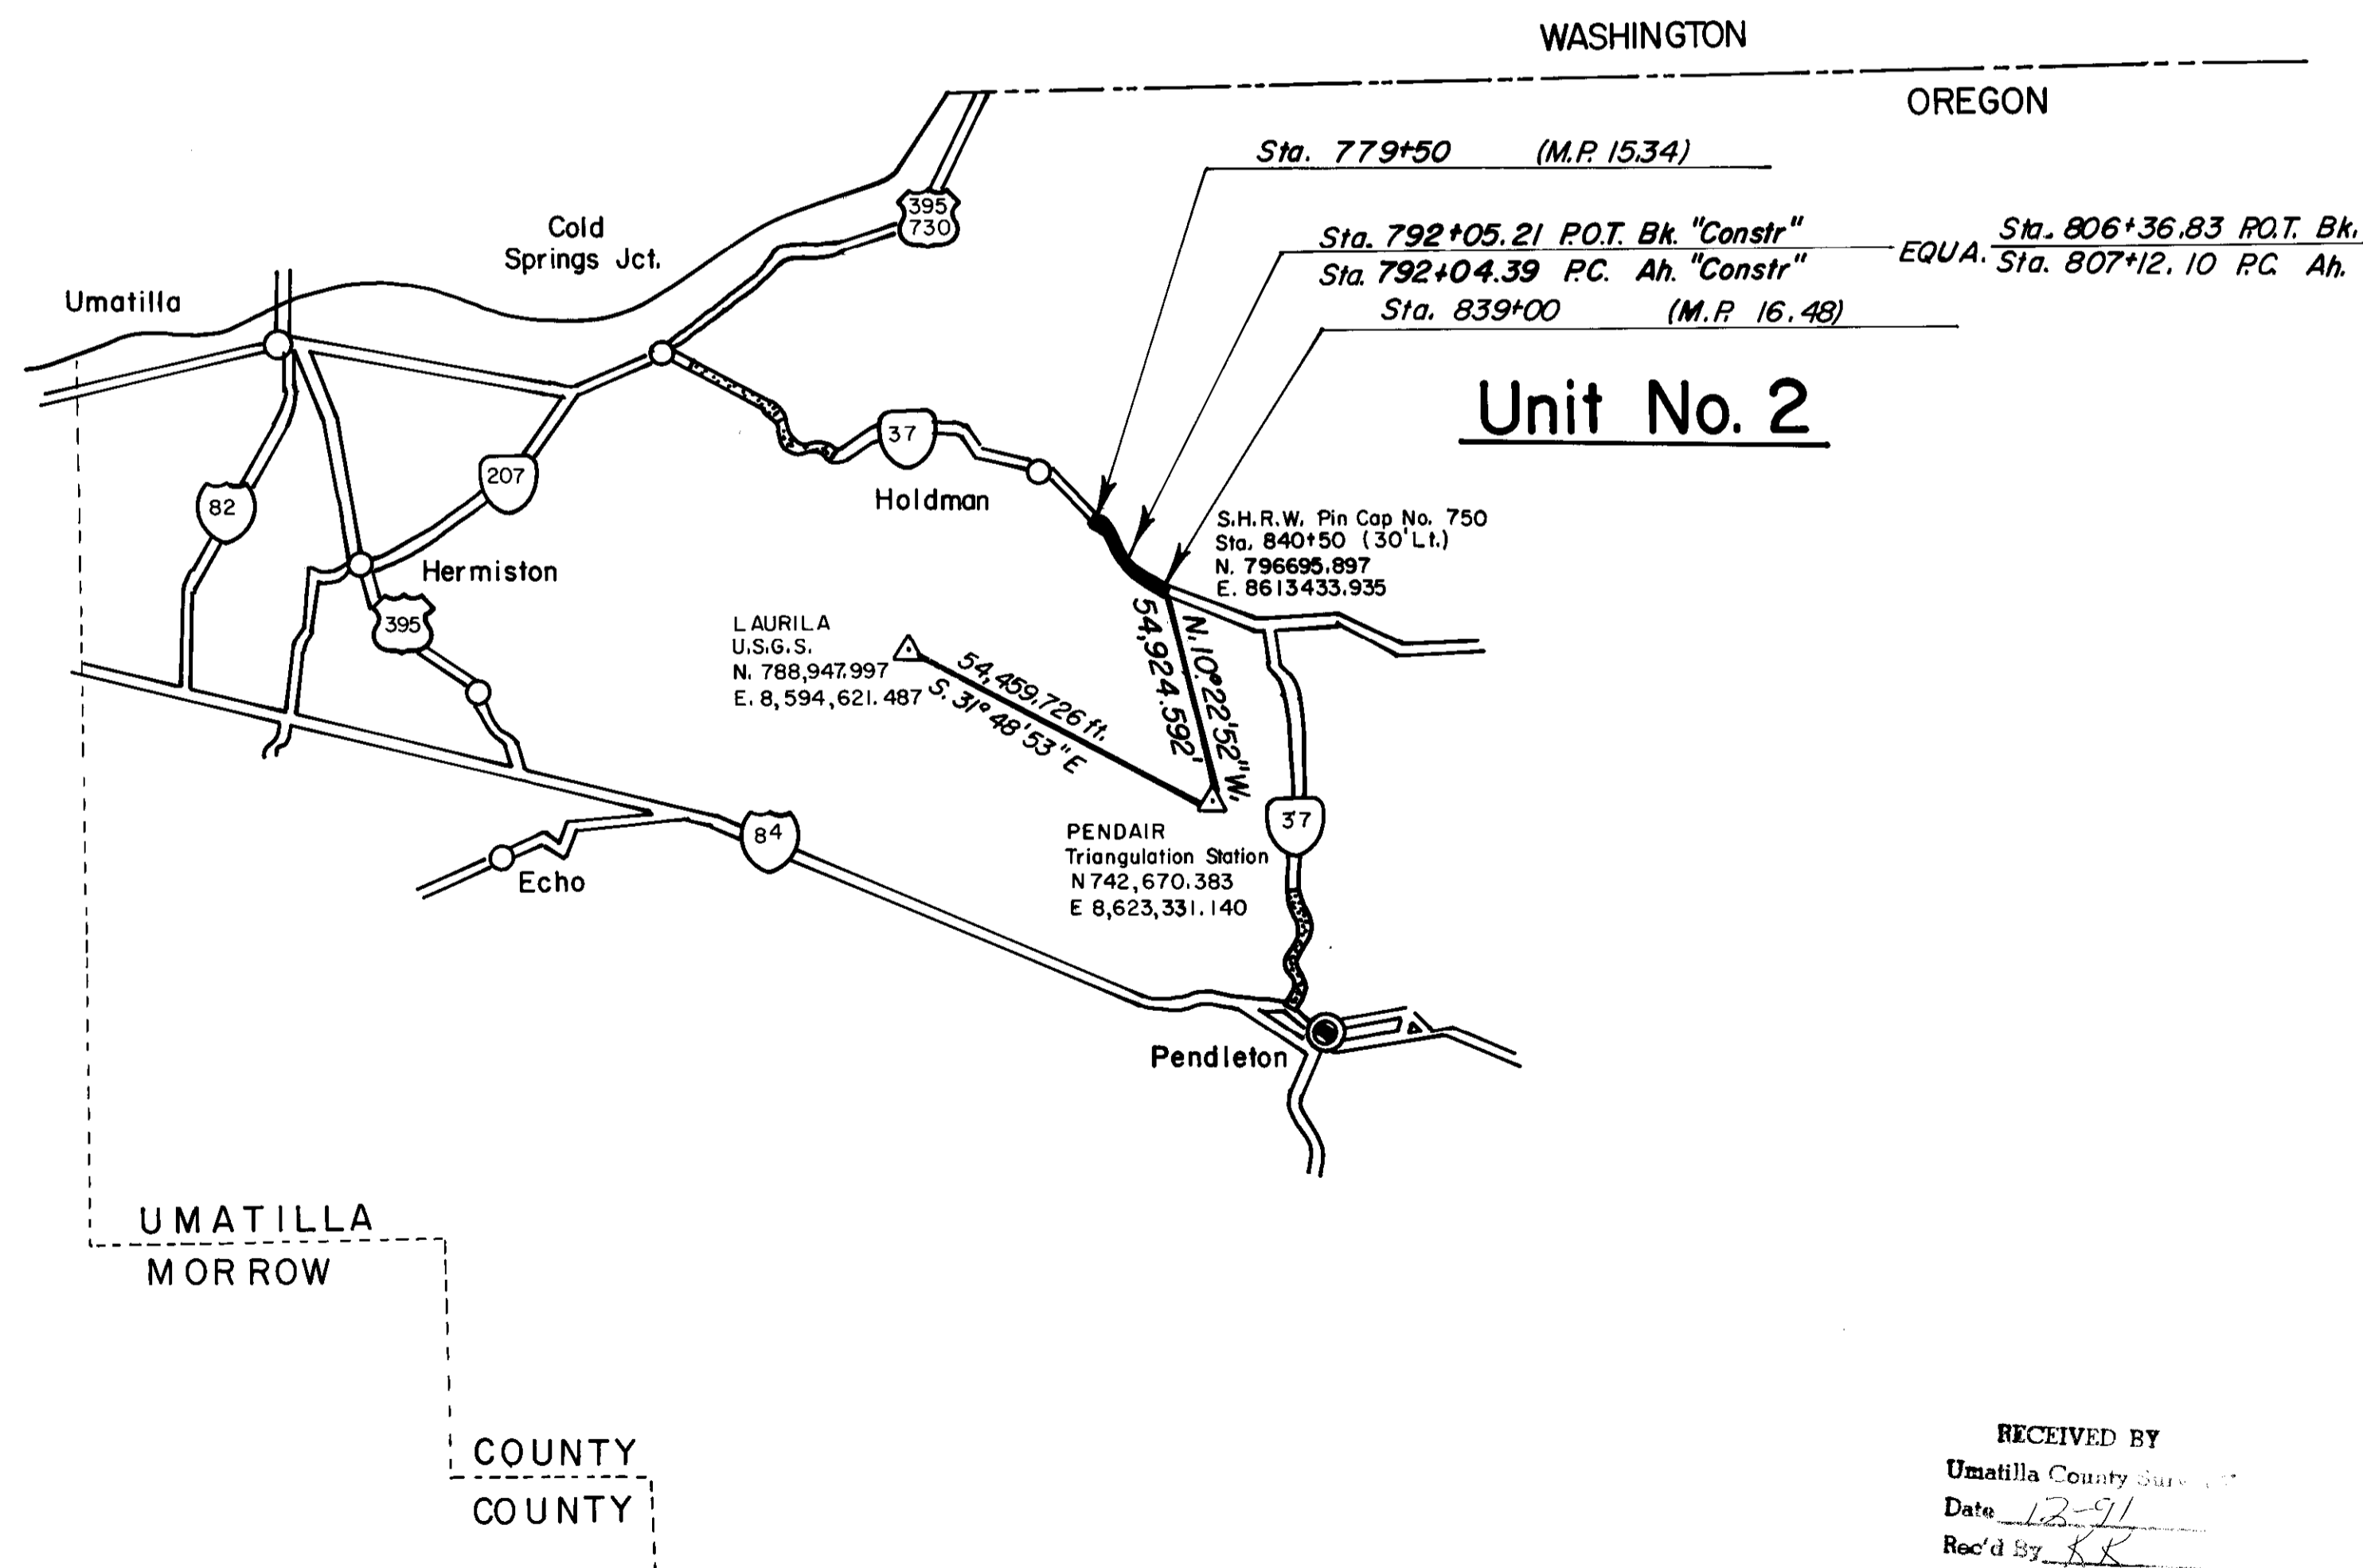 WASHINGTON
OREGON
Sta. 779+50 (M.P. 15.34)
Sta. 792+05.21 P.O.T. Bk. "Constr"
Sta. 792+04.39 P.C. Ah. "Constr"
EQUA.
Sta. 806+36.83 P.O.T. Bk.
Sta. 807+12.10 P.C. Ah.
Sta. 839+00 (M.P. 16.48)
Unit No. 2
395
730
Cold
Springs Jct.
Umatilla
37
207
82
Holdman
Hermiston
395
S.H.R.W. Pin Cap No. 750
Sta. 840+50 (30' Lt.)
N. 796695.897
E. 8613433.935
LAURILA
U.S.G.S.
N. 788,947.997
E. 8,594,621.487
54,459.726 ft.
S. 31° 48' 53" E
N. 10° 22' 52" W.
54,924.592'
PENDAIR
Triangulation Station
N 742,670.383
E 8,623,331.140
37
84
Echo
Pendleton
UMATILLA
MORROW
COUNTY
COUNTY
RECEIVED BY
Umatilla County
Date 12-91
Rec'd By KK